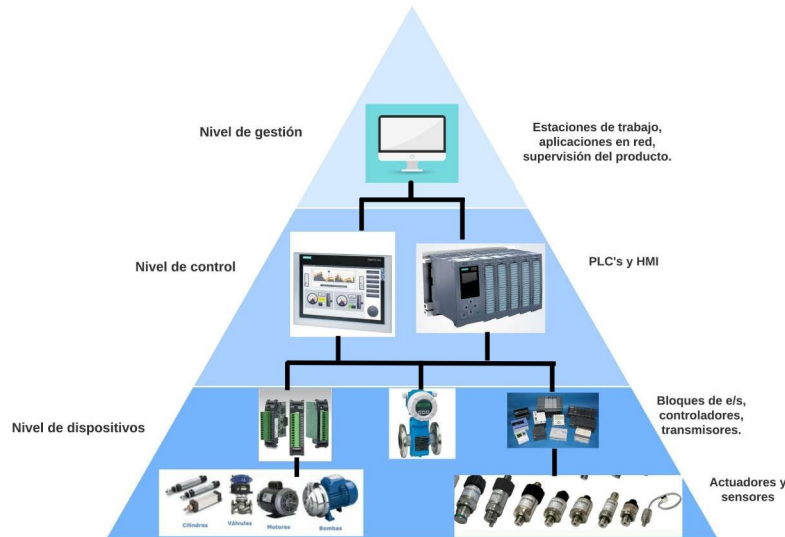 Nivel de gestión
Estaciones de trabajo,
aplicaciones en red,
supervisión del producto.
Nivel de control
PLC's y HMI
Nivel de dispositivos
Bloques de e/s,
controladores,
transmisores.
Cilindros
Válvulas
Motores
Bombas
Actuadores y
sensores